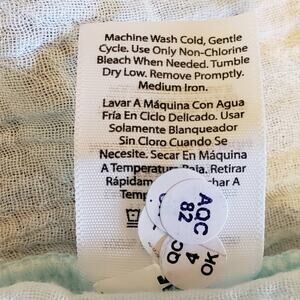 Machine Wash Cold, Gentle
Cycle. Use Only Non-Chlorine
Bleach When Needed. Tumble
Dry Low. Remove Promptly.
Medium Iron.
Lavar A Máquina Con Agua
Fría En Ciclo Delicado. Usar
Solamente Blanqueador
Sin Cloro Cuando Se
Necesite. Secar En Máquina
A Temperatura Baja. Retirar
A
AQC
82
QC
4
OK